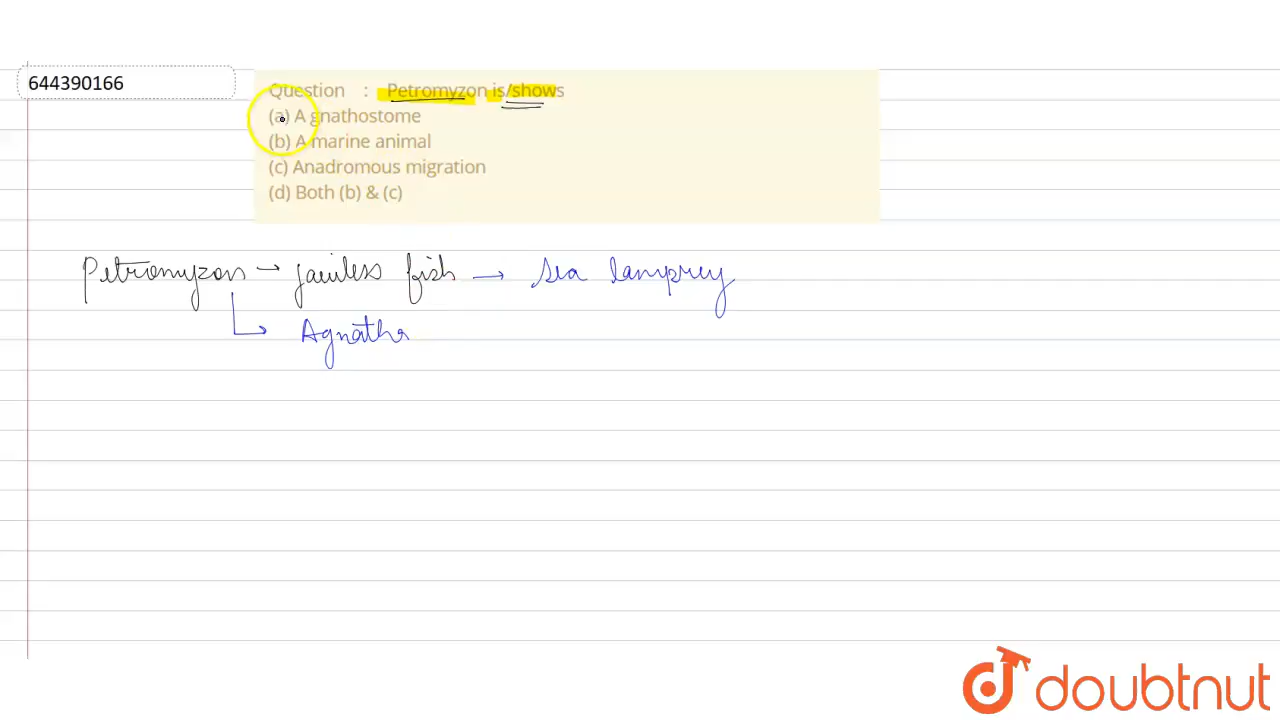 644390166
Question : Petromyzon is/shows
(a) A gnathostome
(b) A marine animal
(c) Anadromous migration
(d) Both (b) & (c)
Petromyzon → jawless fish → Sea lamprey
↳ Agnatha
doubtnut